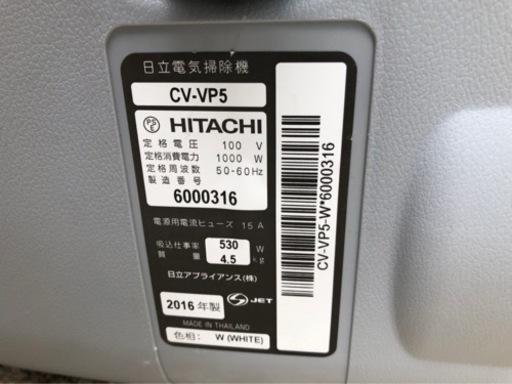 日立電気掃除機
CV-VP5
PS E HITACHI
定格電圧 100 V
定格消費電力 1000 W
定格周波数 50-60Hz
製造番号
6000316
電源用電流ヒューズ 15 A
吸込仕事率 530 W
質量 4.5 kg
日立アプライアンス(株)
2016 年製 S JET
MADE IN THAILAND
色相: W (WHITE)
CV-VP5-W*6000316